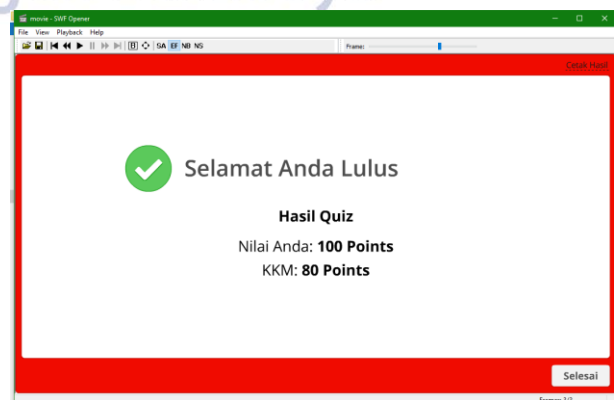 movie - SWF Opener
File View Playback Help
SA EF NB NS
Frame:
Cetak Hasil
Selamat Anda Lulus
Hasil Quiz
Nilai Anda: 100 Points
KKM: 80 Points
Selesai